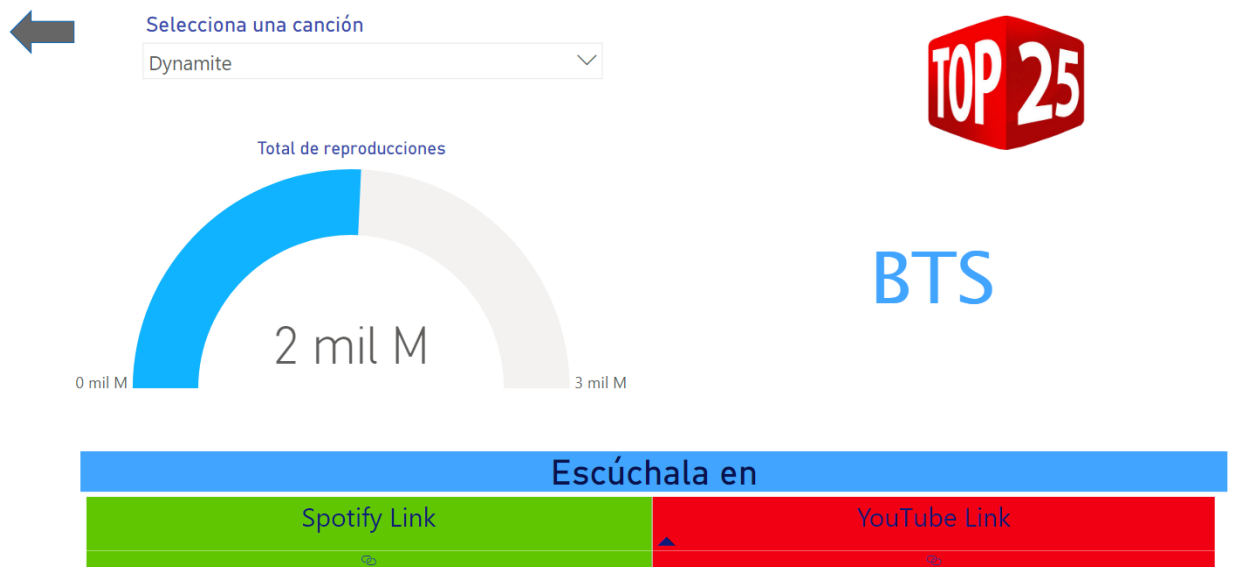 Selecciona una canción
Dynamite
TOP 25
Total de reproducciones
2 mil M
0 mil M
3 mil M
BTS
Escúchala en
Spotify Link
YouTube Link